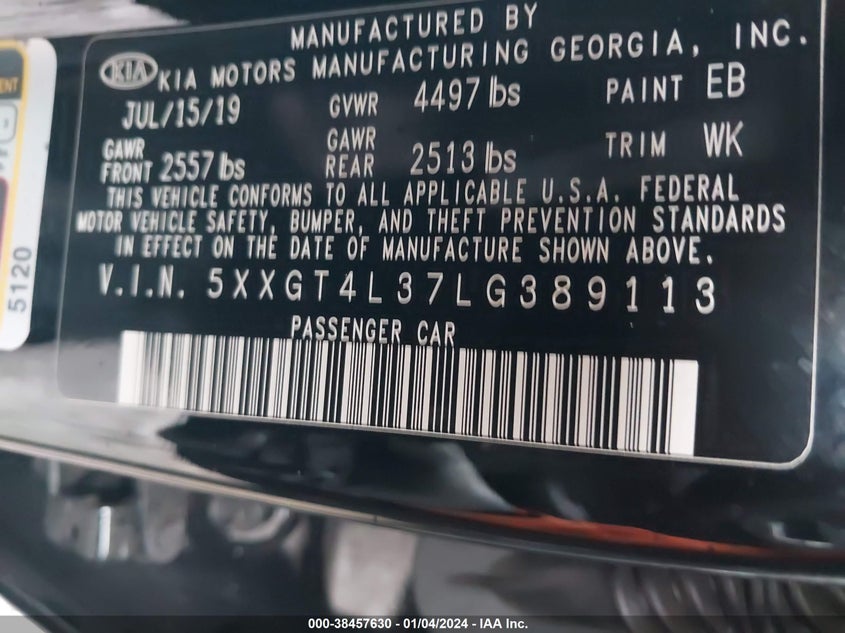 MANUFACTURED BY
KIA KIA MOTORS MANUFACTURING GEORGIA, INC.
JUL/15/19 GVWR 4497 lbs PAINT EB
GAWR FRONT 2557 lbs GAWR REAR 2513 lbs TRIM WK
THIS VEHICLE CONFORMS TO ALL APPLICABLE U.S.A. FEDERAL
MOTOR VEHICLE SAFETY, BUMPER, AND THEFT PREVENTION STANDARDS
IN EFFECT ON THE DATE OF MANUFACTURE SHOWN ABOVE.
V.I.N. 5XXGT4L37LG389113
PASSENGER CAR
5120
000-38457630 - 01/04/2024 - IAA Inc.